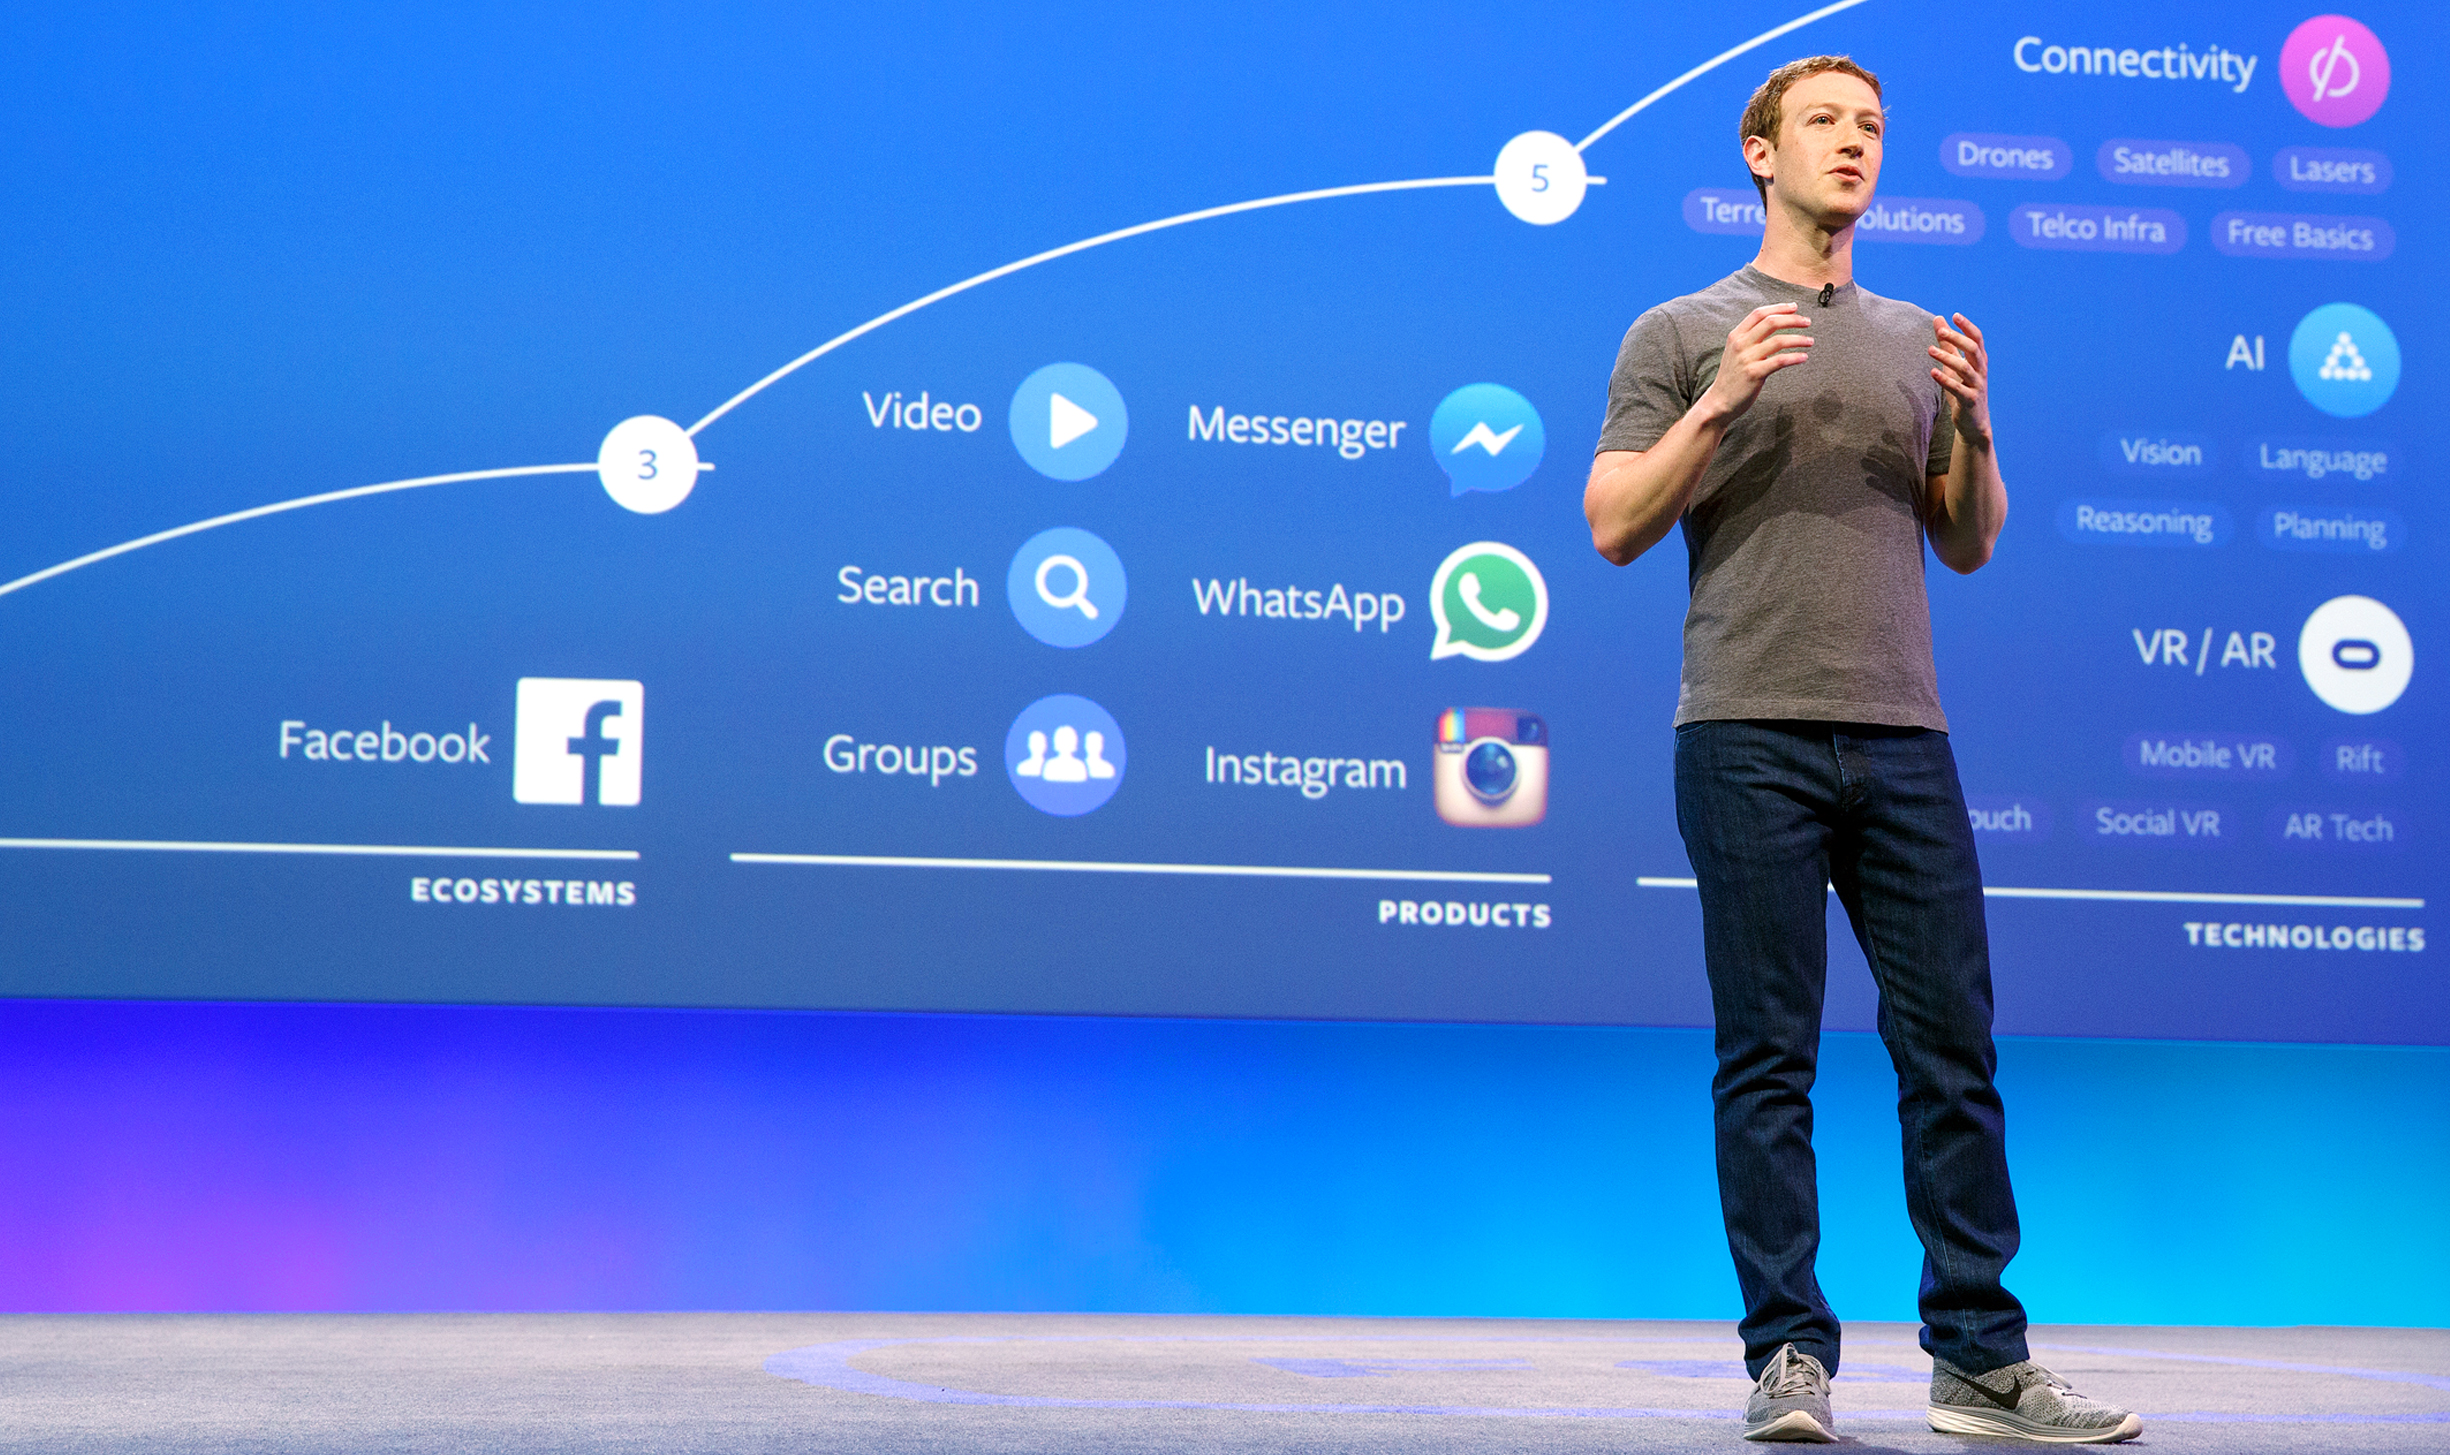 3
Facebook
ECOSYSTEMS
5
Video
Messenger
Search
WhatsApp
Groups
Instagram
PRODUCTS
Connectivity
Drones Satellites Lasers
Telco Infra Free Basics
AI
Vision Language
Reasoning Planning
VR / AR
Mobile VR Rift
Social VR AR Tech
TECHNOLOGIES